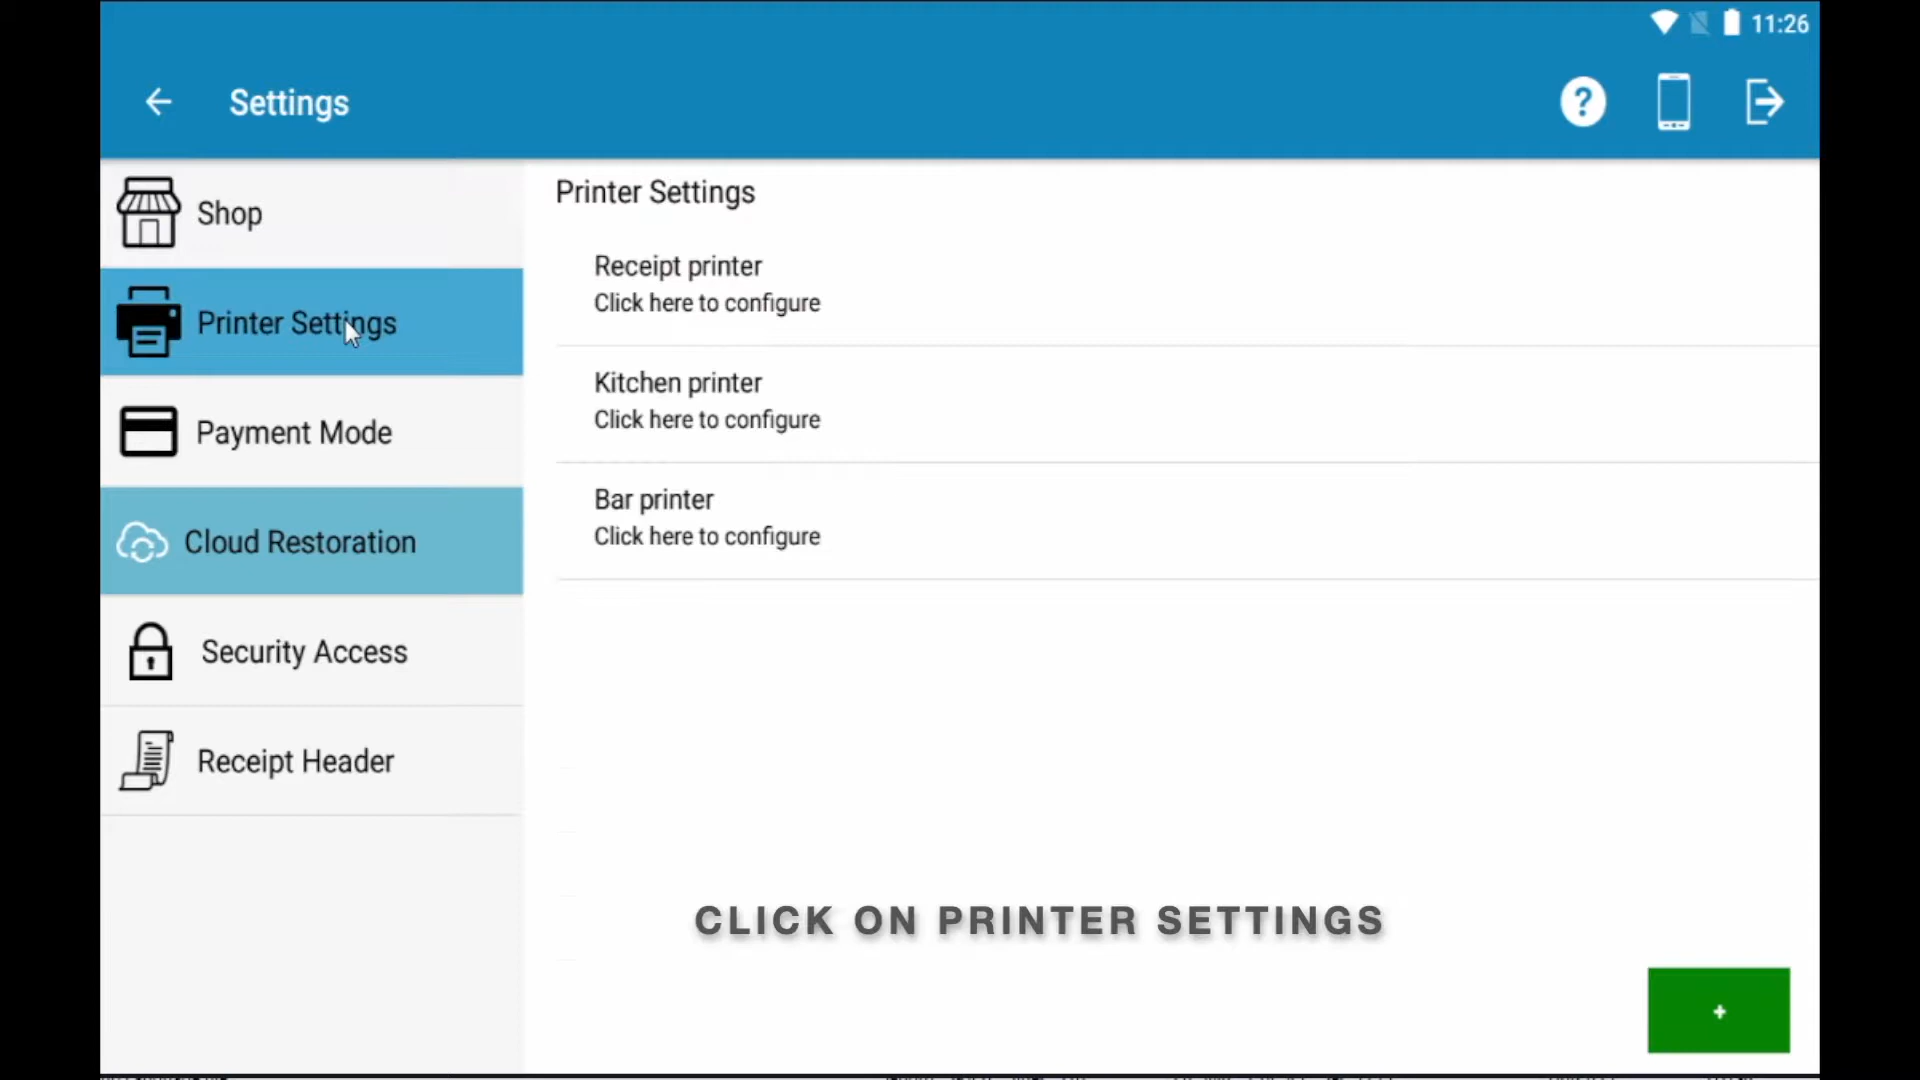 11:26
Settings
?
Shop
Printer Settings
Payment Mode
Cloud Restoration
Security Access
Receipt Header
Printer Settings
Receipt printer
Click here to configure
Kitchen printer
Click here to configure
Bar printer
Click here to configure
CLICK ON PRINTER SETTINGS
+